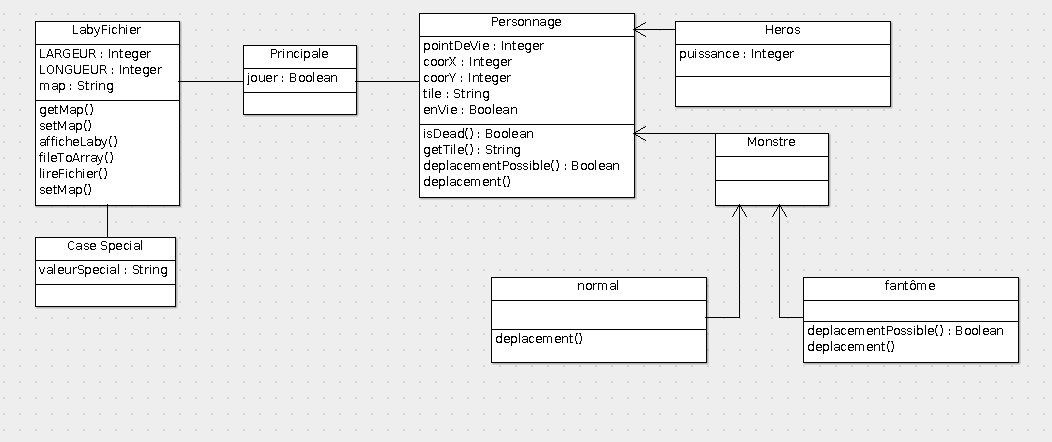 LabyFichier
LARGEUR : Integer
LONGUEUR : Integer
map : String
getMap()
setMap()
afficheLaby()
fileToArray()
lireFichier()
setMap()
Case Special
valeurSpecial : String
Principale
jouer : Boolean
Personnage
pointDeVie : Integer
coorX : Integer
coorY : Integer
tile : String
enVie : Boolean
isDead() : Boolean
getTile() : String
deplacementPossible() : Boolean
deplacement()
Heros
puissance : Integer
Monstre
normal
deplacement()
fantôme
deplacementPossible() : Boolean
deplacement()